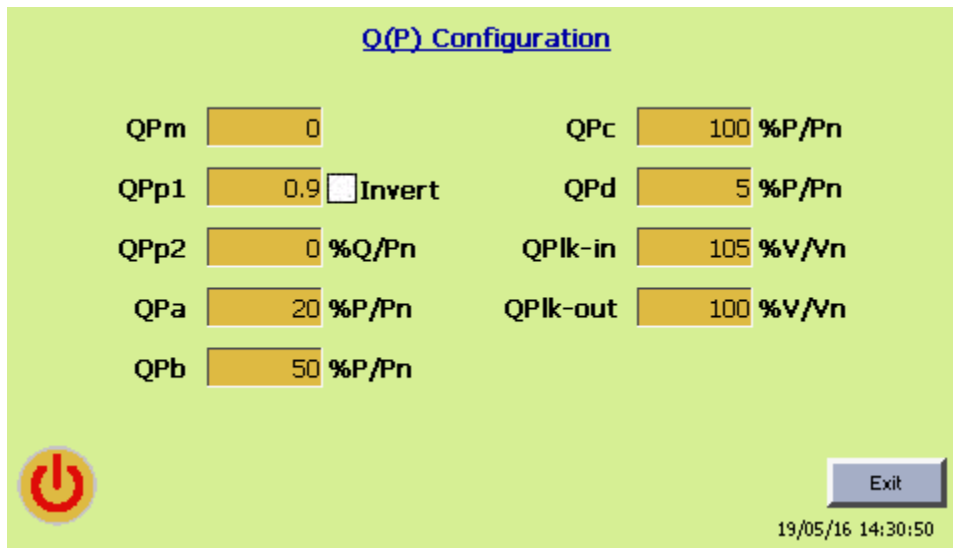 Q(P) Configuration
QPm 0 QPc 100 %P/Pn
QPp1 0.9 Invert QPd 5 %P/Pn
QPp2 0 %Q/Pn QPlk-in 105 %V/Vn
QPa 20 %P/Pn QPlk-out 100 %V/Vn
QPb 50 %P/Pn
Exit
19/05/16 14:30:50